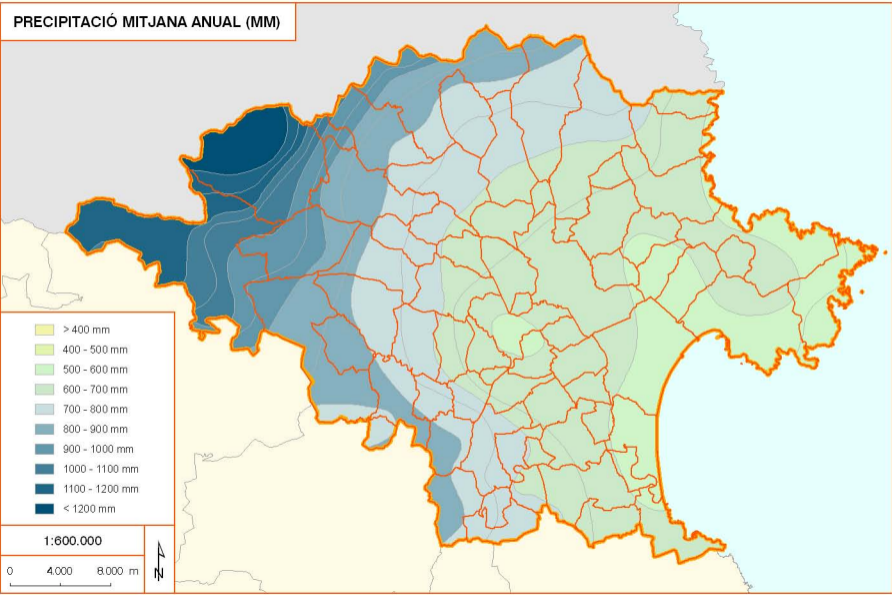 PRECIPITACIÓ MITJANA ANUAL (MM)
> 400 mm
400 - 500 mm
500 - 600 mm
600 - 700 mm
700 - 800 mm
800 - 900 mm
900 - 1000 mm
1000 - 1100 mm
1100 - 1200 mm
< 1200 mm
1:600.000
0 4.000 8.000 m
N